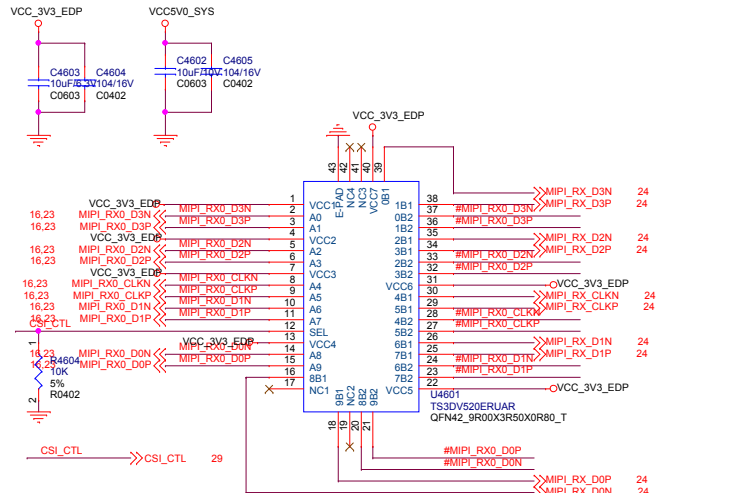 VCC_3V3_EDP
VCC5V0_SYS
C4603 C4604
10uF/6.3V 104/16V
C0603 C0402
C4602 C4605
10uF/10V 104/16V
C0603 C0402
VCC_3V3_EDP
43 42 41 40 39
E-PAD NC4 NC3 VCC7 0B1
VCC_3V3_EDP 1 VCC1
16,23 MIPI_RX0_D3N MIPI_RX0_D3N 2 A0
16,23 MIPI_RX0_D3P MIPI_RX0_D3P 3 A1
VCC_3V3_EDP 4 VCC2
16,23 MIPI_RX0_D2N MIPI_RX0_D2N 5 A2
16,23 MIPI_RX0_D2P MIPI_RX0_D2P 6 A3
VCC_3V3_EDP 7 VCC3
16,23 MIPI_RX0_CLKN MIPI_RX0_CLKN 8 A4
16,23 MIPI_RX0_CLKP MIPI_RX0_CLKP 9 A5
16,23 MIPI_RX0_D1N MIPI_RX0_D1N 10 A6
16,23 MIPI_RX0_D1P MIPI_RX0_D1P 11 A7
CSI_CTL 12 SEL
VCC_3V3_EDP 13 VCC4
16,23 MIPI_RX0_D0N MIPI_RX0_D0N 14 A8
16,23 MIPI_RX0_D0P MIPI_RX0_D0P 15 A9
16 8B1
17 NC1
1
R4604
10K
5%
R0402
2
38 1B1 MIPI_RX_D3N 24
37 0B2 #MIPI_RX0_D3N MIPI_RX_D3P 24
36 1B2 #MIPI_RX0_D3P
35 2B1 MIPI_RX_D2N 24
34 3B1 MIPI_RX_D2P 24
33 2B2 #MIPI_RX0_D2N
32 3B2 #MIPI_RX0_D2P
31 VCC6 VCC_3V3_EDP
30 4B1 MIPI_RX_CLKN 24
29 5B1 MIPI_RX_CLKP 24
28 4B2 #MIPI_RX0_CLKN
27 5B2 #MIPI_RX0_CLKP
26 6B1 MIPI_RX_D1N 24
25 7B1 MIPI_RX_D1P 24
24 6B2 #MIPI_RX0_D1N
23 7B2 #MIPI_RX0_D1P
22 VCC5 VCC_3V3_EDP
U4601
TS3DV520ERUAR
QFN42_9R00X3R50X0R80_T
9B1 NC2 8B2 9B2
18 19 20 21
CSI_CTL CSI_CTL 29
#MIPI_RX0_D0P
#MIPI_RX0_D0N
MIPI_RX_D0P 24
MIPI_RX_D0N 24